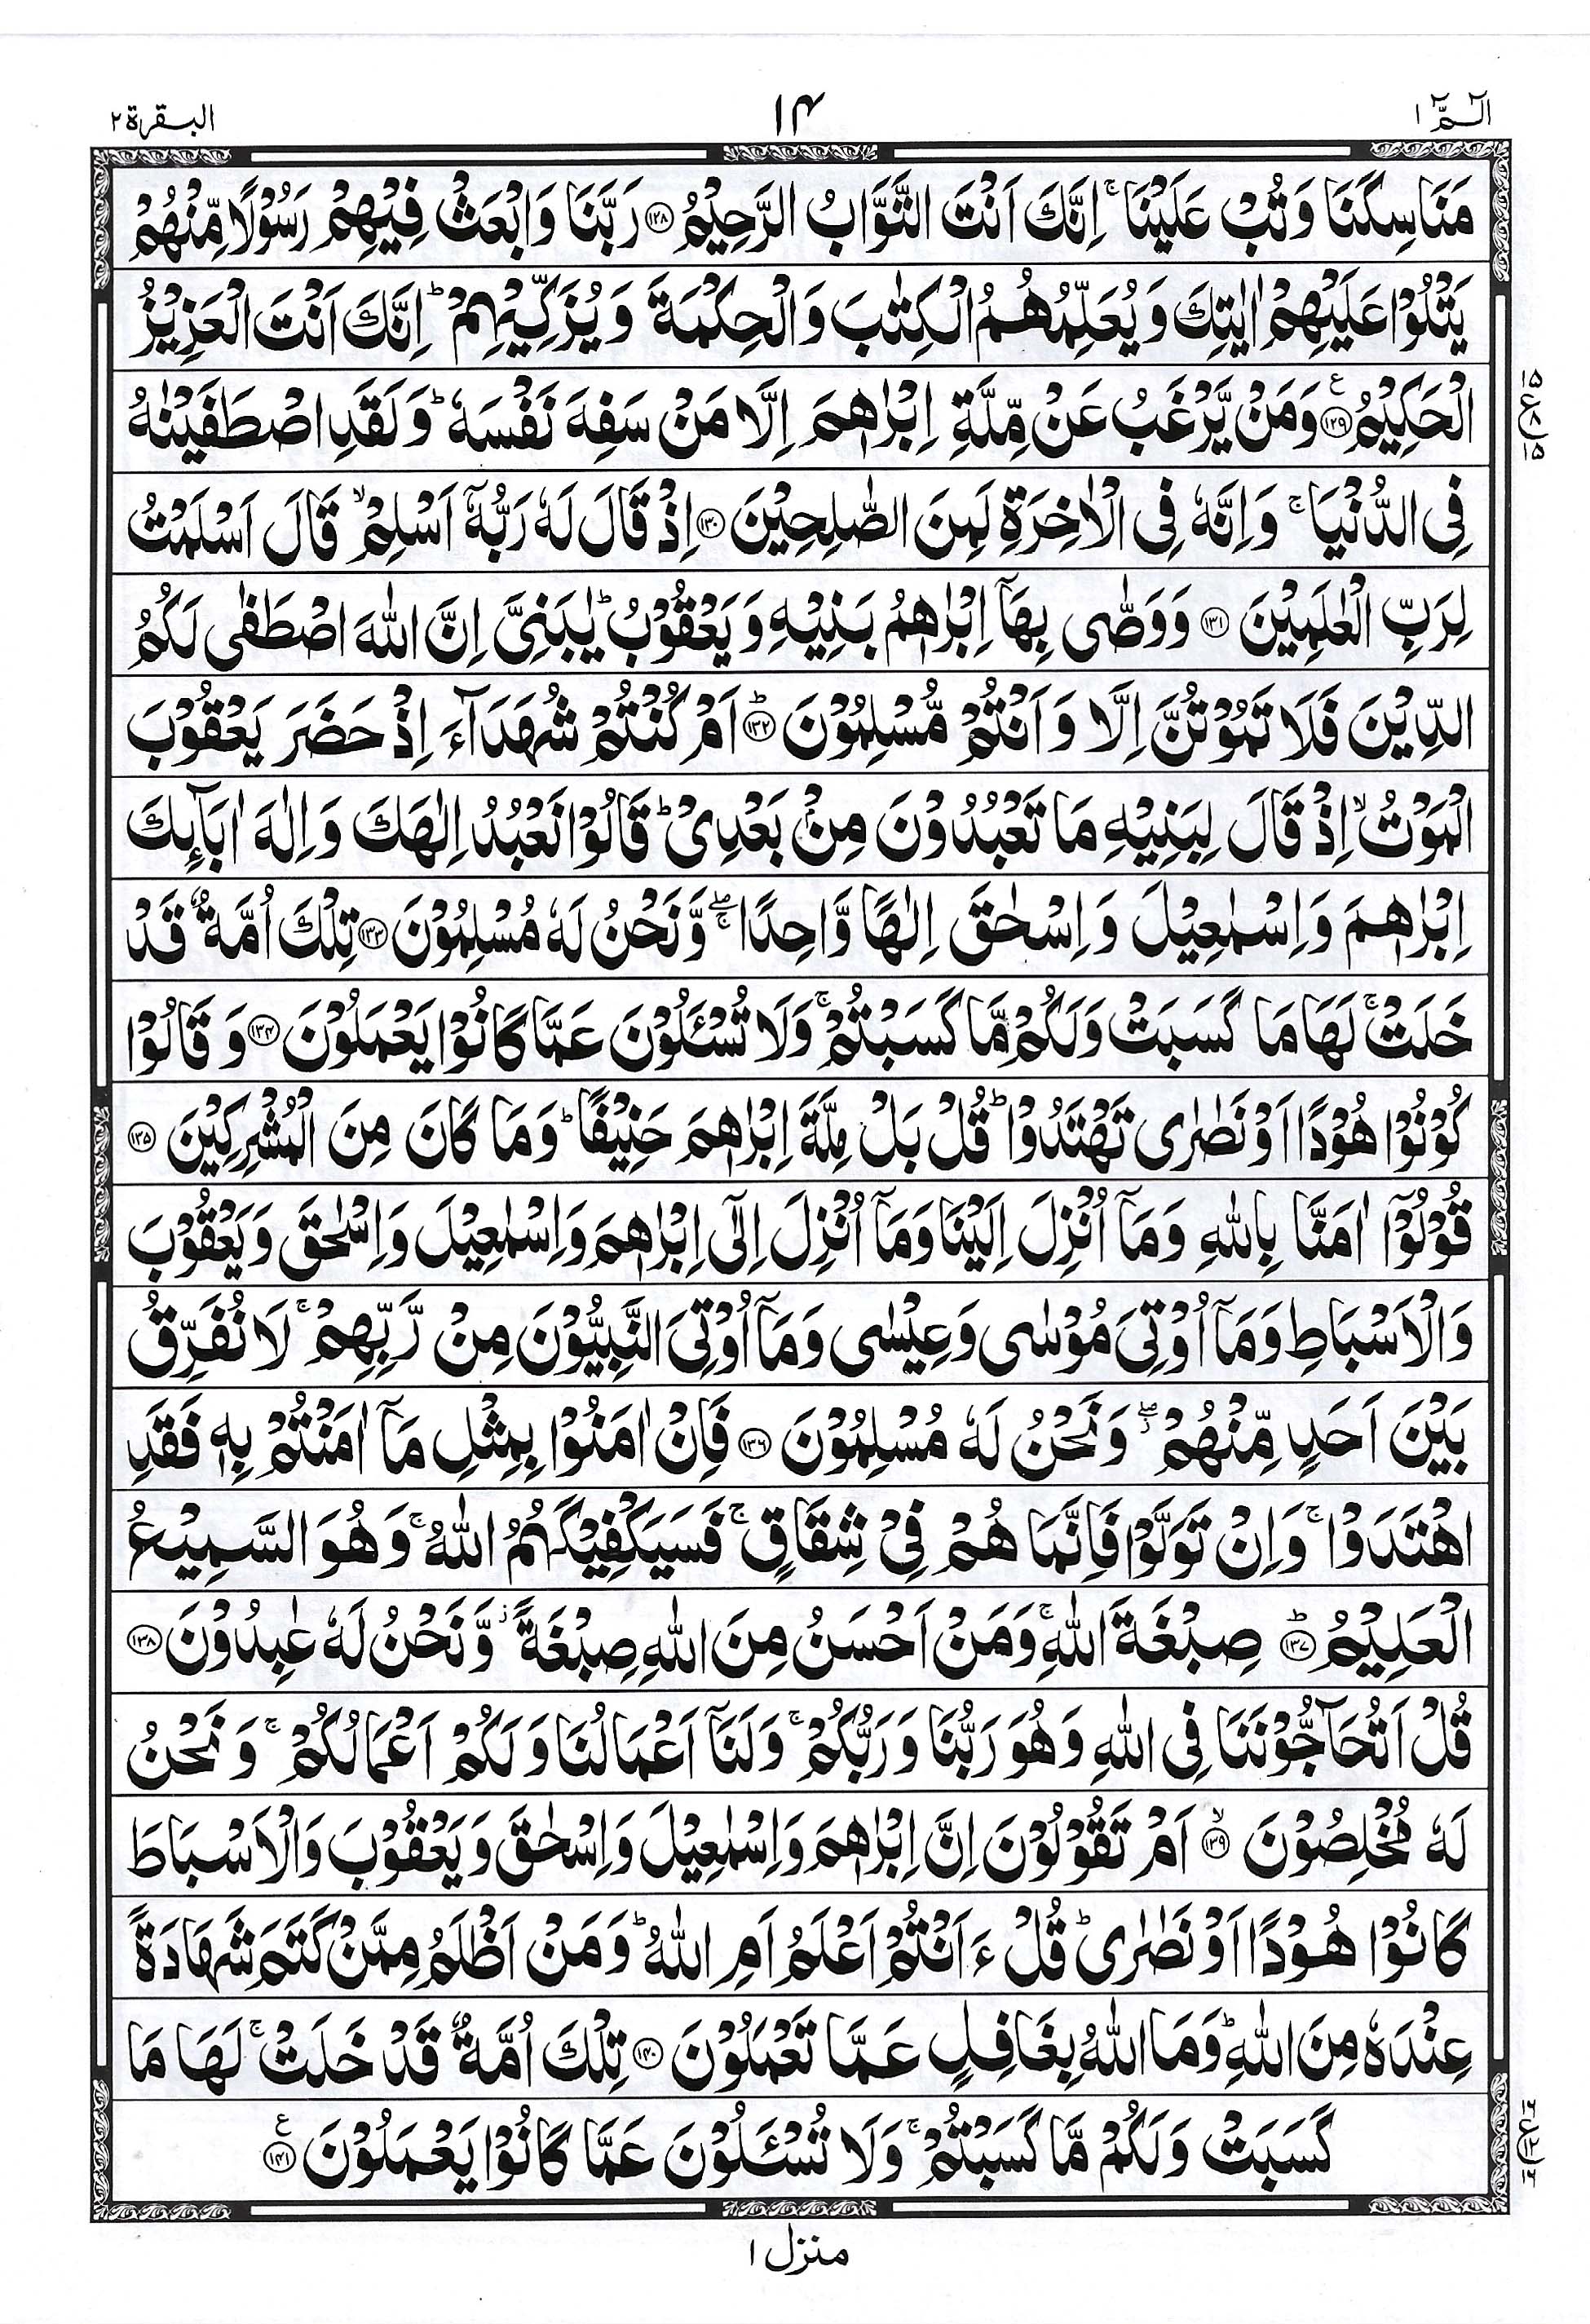 الٓمّٓ ١
١٤
البقرة ٢
مَنَاسِكَنَا وَتُبْ عَلَيْنَا ۚ اِنَّكَ اَنْتَ التَّوَّابُ الرَّحِيْمُ ﴿١٢٨﴾ رَبَّنَا وَابْعَثْ فِيْهِمْ رَسُوْلًا مِّنْهُمْ
يَتْلُوْا عَلَيْهِمْ اٰيٰتِكَ وَيُعَلِّمُهُمُ الْكِتٰبَ وَالْحِكْمَةَ وَيُزَكِّيْهِمْ ؕ اِنَّكَ اَنْتَ الْعَزِيْزُ
الْحَكِيْمُ ﴿١٢٩﴾ ع وَمَنْ يَّرْغَبُ عَنْ مِّلَّةِ اِبْرٰهٖمَ اِلَّا مَنْ سَفِهَ نَفْسَهٗ ؕ وَلَقَدِ اصْطَفَيْنٰهُ
فِى الدُّنْيَا ۚ وَاِنَّهٗ فِى الْاٰخِرَةِ لَمِنَ الصّٰلِحِيْنَ ﴿١٣٠﴾ اِذْ قَالَ لَهٗ رَبُّهٗۤ اَسْلِمْ ۙ قَالَ اَسْلَمْتُ
لِرَبِّ الْعٰلَمِيْنَ ﴿١٣١﴾ وَوَصّٰى بِهَاۤ اِبْرٰهٖمُ بَنِيْهِ وَيَعْقُوْبُ ؕ يٰبَنِىَّ اِنَّ اللّٰهَ اصْطَفٰى لَكُمُ
الدِّيْنَ فَلَا تَمُوْتُنَّ اِلَّا وَاَنْتُمْ مُّسْلِمُوْنَ ﴿١٣٢﴾ؕ اَمْ كُنْتُمْ شُهَدَآءَ اِذْ حَضَرَ يَعْقُوْبَ
الْمَوْتُ ۙ اِذْ قَالَ لِبَنِيْهِ مَا تَعْبُدُوْنَ مِنْۢ بَعْدِىْ ؕ قَالُوْا نَعْبُدُ اِلٰهَكَ وَاِلٰهَ اٰبَآئِكَ
اِبْرٰهٖمَ وَاِسْمٰعِيْلَ وَاِسْحٰقَ اِلٰهًا وَّاحِدًا ۖۚ وَّنَحْنُ لَهٗ مُسْلِمُوْنَ ﴿١٣٣﴾ تِلْكَ اُمَّةٌ قَدْ
خَلَتْ ۚ لَهَا مَا كَسَبَتْ وَلَكُمْ مَّا كَسَبْتُمْ ۚ وَلَا تُسْـَٔلُوْنَ عَمَّا كَانُوْا يَعْمَلُوْنَ ﴿١٣٤﴾ وَقَالُوْا
كُوْنُوْا هُوْدًا اَوْ نَصٰرٰى تَهْتَدُوْا ؕ قُلْ بَلْ مِلَّةَ اِبْرٰهٖمَ حَنِيْفًا ؕ وَمَا كَانَ مِنَ الْمُشْرِكِيْنَ ﴿١٣٥﴾
قُوْلُوْۤا اٰمَنَّا بِاللّٰهِ وَمَاۤ اُنْزِلَ اِلَيْنَا وَمَاۤ اُنْزِلَ اِلٰٓى اِبْرٰهٖمَ وَاِسْمٰعِيْلَ وَاِسْحٰقَ وَيَعْقُوْبَ
وَالْاَسْبَاطِ وَمَاۤ اُوْتِىَ مُوْسٰى وَعِيْسٰى وَمَاۤ اُوْتِىَ النَّبِيُّوْنَ مِنْ رَّبِّهِمْ ۚ لَا نُفَرِّقُ
بَيْنَ اَحَدٍ مِّنْهُمْ ۖؗ وَنَحْنُ لَهٗ مُسْلِمُوْنَ ﴿١٣٦﴾ فَاِنْ اٰمَنُوْا بِمِثْلِ مَاۤ اٰمَنْتُمْ بِهٖ فَقَدِ
اهْتَدَوْا ۚ وَاِنْ تَوَلَّوْا فَاِنَّمَا هُمْ فِىْ شِقَاقٍ ۚ فَسَيَكْفِيْكَهُمُ اللّٰهُ ۚ وَهُوَ السَّمِيْعُ
الْعَلِيْمُ ﴿١٣٧﴾ؕ صِبْغَةَ اللّٰهِ ۚ وَمَنْ اَحْسَنُ مِنَ اللّٰهِ صِبْغَةً ؗ وَّنَحْنُ لَهٗ عٰبِدُوْنَ ﴿١٣٨﴾
قُلْ اَتُحَآجُّوْنَنَا فِى اللّٰهِ وَهُوَ رَبُّنَا وَرَبُّكُمْ ۚ وَلَنَاۤ اَعْمَالُنَا وَلَكُمْ اَعْمَالُكُمْ ۚ وَنَحْنُ
لَهٗ مُخْلِصُوْنَ ﴿١٣٩﴾ۙ اَمْ تَقُوْلُوْنَ اِنَّ اِبْرٰهٖمَ وَاِسْمٰعِيْلَ وَاِسْحٰقَ وَيَعْقُوْبَ وَالْاَسْبَاطَ
كَانُوْا هُوْدًا اَوْ نَصٰرٰى ؕ قُلْ ءَاَنْتُمْ اَعْلَمُ اَمِ اللّٰهُ ؕ وَمَنْ اَظْلَمُ مِمَّنْ كَتَمَ شَهَادَةً
عِنْدَهٗ مِنَ اللّٰهِ ؕ وَمَا اللّٰهُ بِغَافِلٍ عَمَّا تَعْمَلُوْنَ ﴿١٤٠﴾ تِلْكَ اُمَّةٌ قَدْ خَلَتْ ۚ لَهَا مَا
كَسَبَتْ وَلَكُمْ مَّا كَسَبْتُمْ ۚ وَلَا تُسْـَٔلُوْنَ عَمَّا كَانُوْا يَعْمَلُوْنَ ﴿١٤١﴾ ع
منزل ١